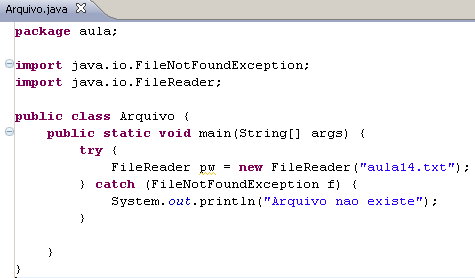 Arquivo.java
package aula;
import java.io.FileNotFoundException;
import java.io.FileReader;
public class Arquivo {
public static void main(String[] args) {
try {
FileReader pw = new FileReader("aula14.txt");
} catch (FileNotFoundException f) {
System.out.println("Arquivo nao existe");
}
}
}